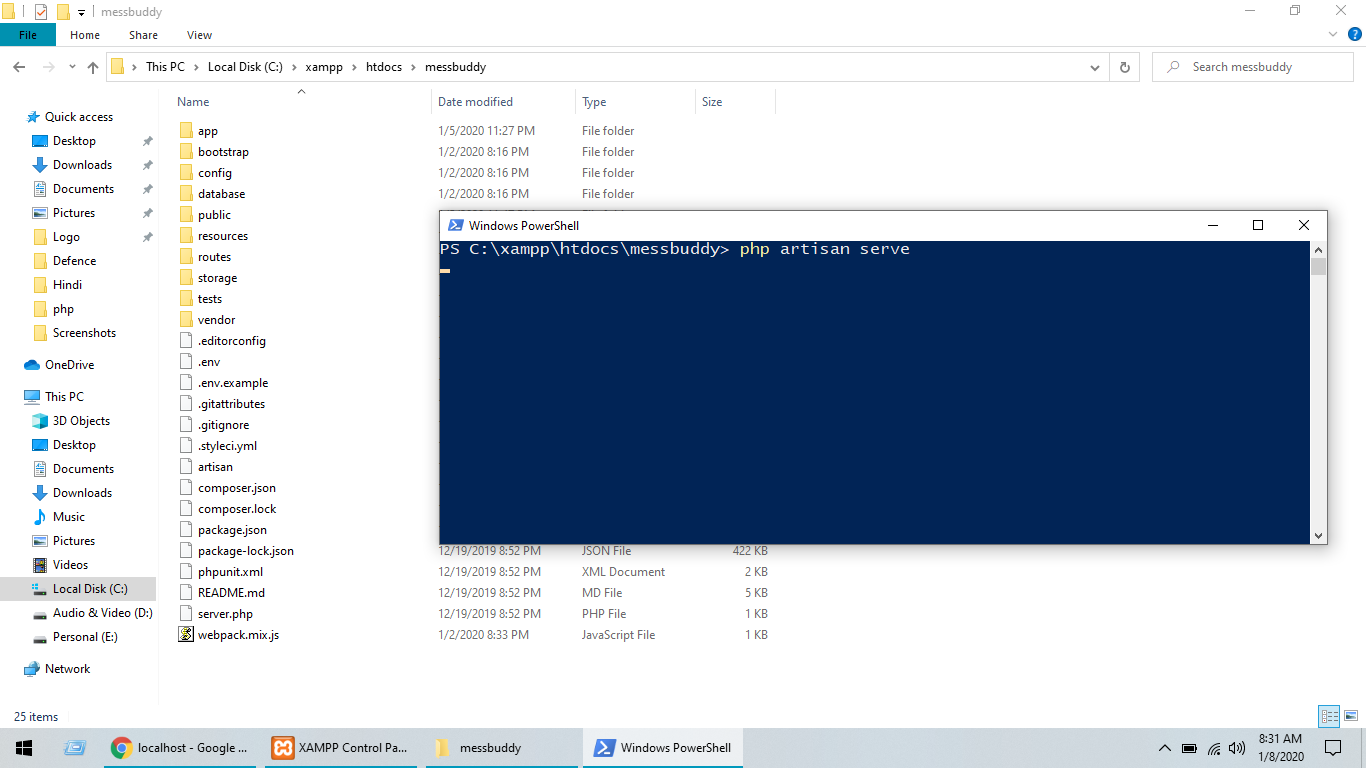 messbuddy
File Home Share View
This PC Local Disk (C:) xampp htdocs messbuddy
Search messbuddy
Name Date modified Type Size
Quick access
Desktop
Downloads
Documents
Pictures
Logo
Defence
Hindi
php
Screenshots
OneDrive
This PC
3D Objects
Desktop
Documents
Downloads
Music
Pictures
Videos
Local Disk (C:)
Audio & Video (D:)
Personal (E:)
Network
app 1/5/2020 11:27 PM File folder
bootstrap 1/2/2020 8:16 PM File folder
config 1/2/2020 8:16 PM File folder
database 1/2/2020 8:16 PM File folder
public
resources
routes
storage
tests
vendor
.editorconfig
.env
.env.example
.gitattributes
.gitignore
.styleci.yml
artisan
composer.json
composer.lock
package.json
package-lock.json 12/19/2019 8:52 PM JSON File 422 KB
phpunit.xml 12/19/2019 8:52 PM XML Document 2 KB
README.md 12/19/2019 8:52 PM MD File 5 KB
server.php 12/19/2019 8:52 PM PHP File 1 KB
webpack.mix.js 1/2/2020 8:33 PM JavaScript File 1 KB
Windows PowerShell
PS C:\xampp\htdocs\messbuddy> php artisan serve
25 items
localhost - Google ... XAMPP Control Pa... messbuddy Windows PowerShell
8:31 AM
1/8/2020